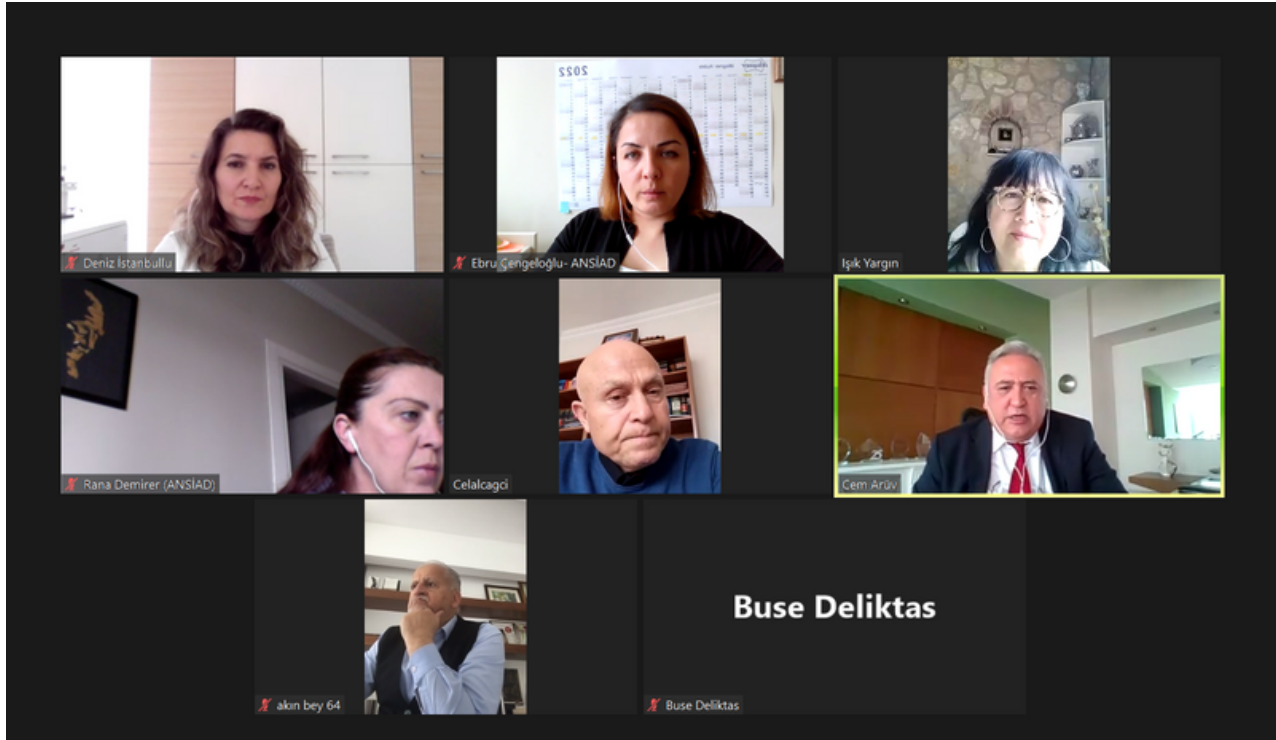 2022
Deniz İstanbullu
Ebru Çengeloğlu- ANSİAD
Işık Yargın
Rana Demirer (ANSİAD)
Celalcagci
Cem Arüv
akın bey 64
Buse Deliktas
Buse Deliktas